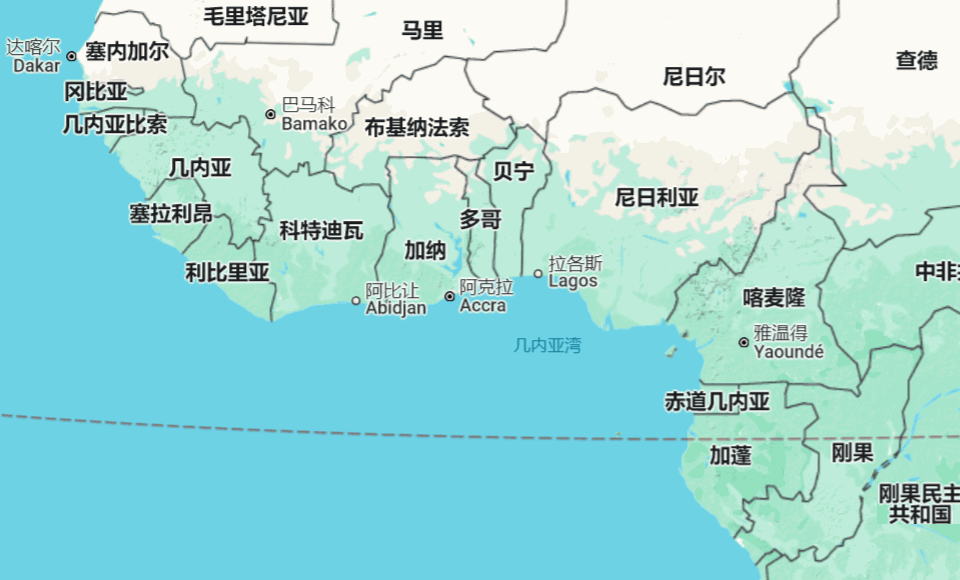 毛里塔尼亚
马里
达喀尔
Dakar
塞内加尔
查德
尼日尔
冈比亚
巴马科
Bamako
几内亚比索
布基纳法索
几内亚
贝宁
尼日利亚
塞拉利昂
科特迪瓦
多哥
加纳
利比里亚
拉各斯
Lagos
中非共
阿比让
Abidjan
阿克拉
Accra
喀麦隆
几内亚湾
雅温得
Yaoundé
赤道几内亚
加蓬
刚果
刚果民主
共和国